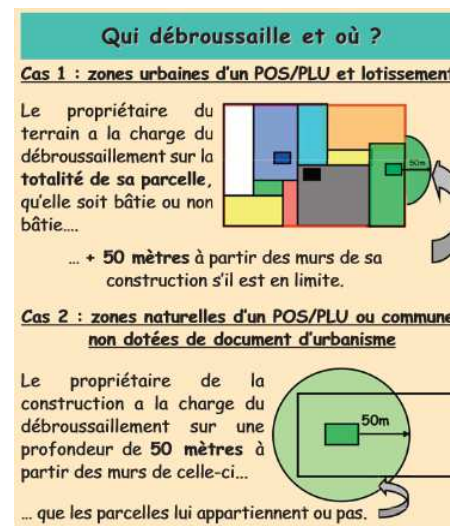 Qui débroussaille et où ?
Cas 1 : zones urbaines d'un POS/PLU et lotissement
Le propriétaire du
terrain a la charge du
débroussaillement sur la
totalité de sa parcelle,
qu'elle soit bâtie ou non
bâtie....
50m
... + 50 mètres à partir des murs de sa
construction s'il est en limite.
Cas 2 : zones naturelles d'un POS/PLU ou commune
non dotées de document d'urbanisme
Le propriétaire de la
construction a la charge du
débroussaillement sur une
profondeur de 50 mètres à
partir des murs de celle-ci...
50m
... que les parcelles lui appartiennent ou pas.